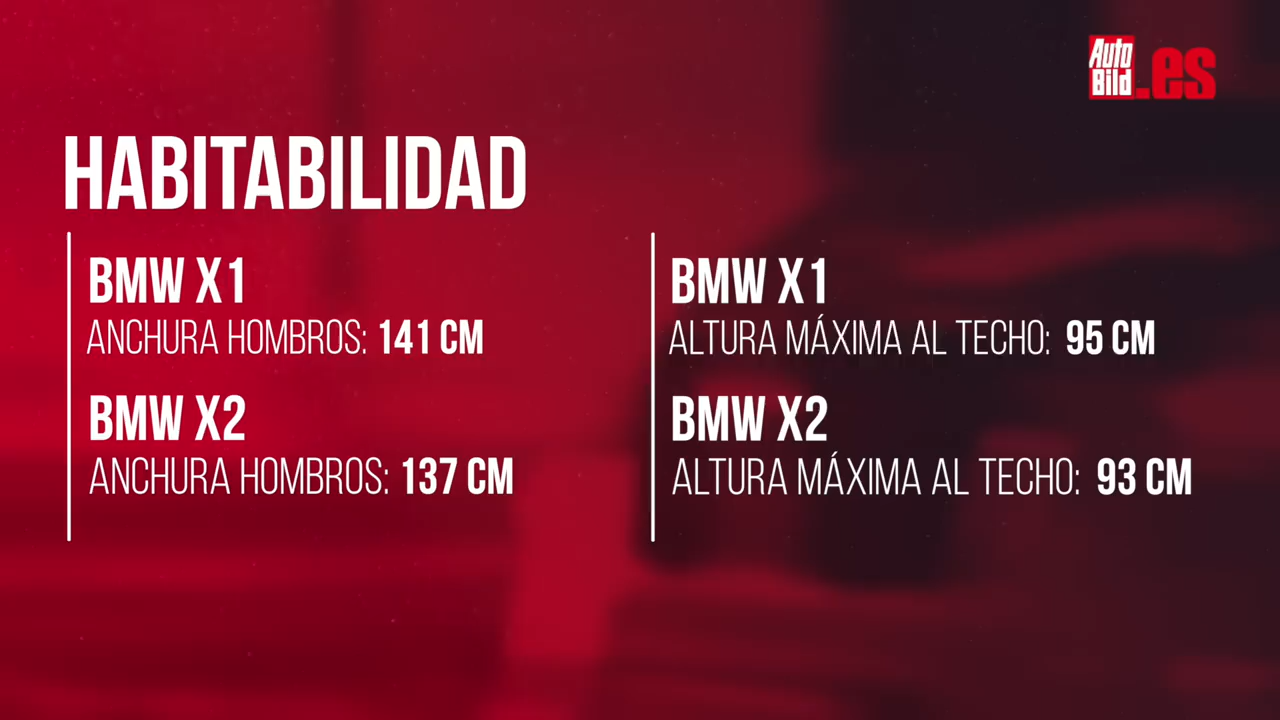 Auto
Bild.es
HABITABILIDAD
BMW X1
ANCHURA HOMBROS: 141 CM
BMW X2
ANCHURA HOMBROS: 137 CM
BMW X1
ALTURA MÁXIMA AL TECHO: 95 CM
BMW X2
ALTURA MÁXIMA AL TECHO: 93 CM